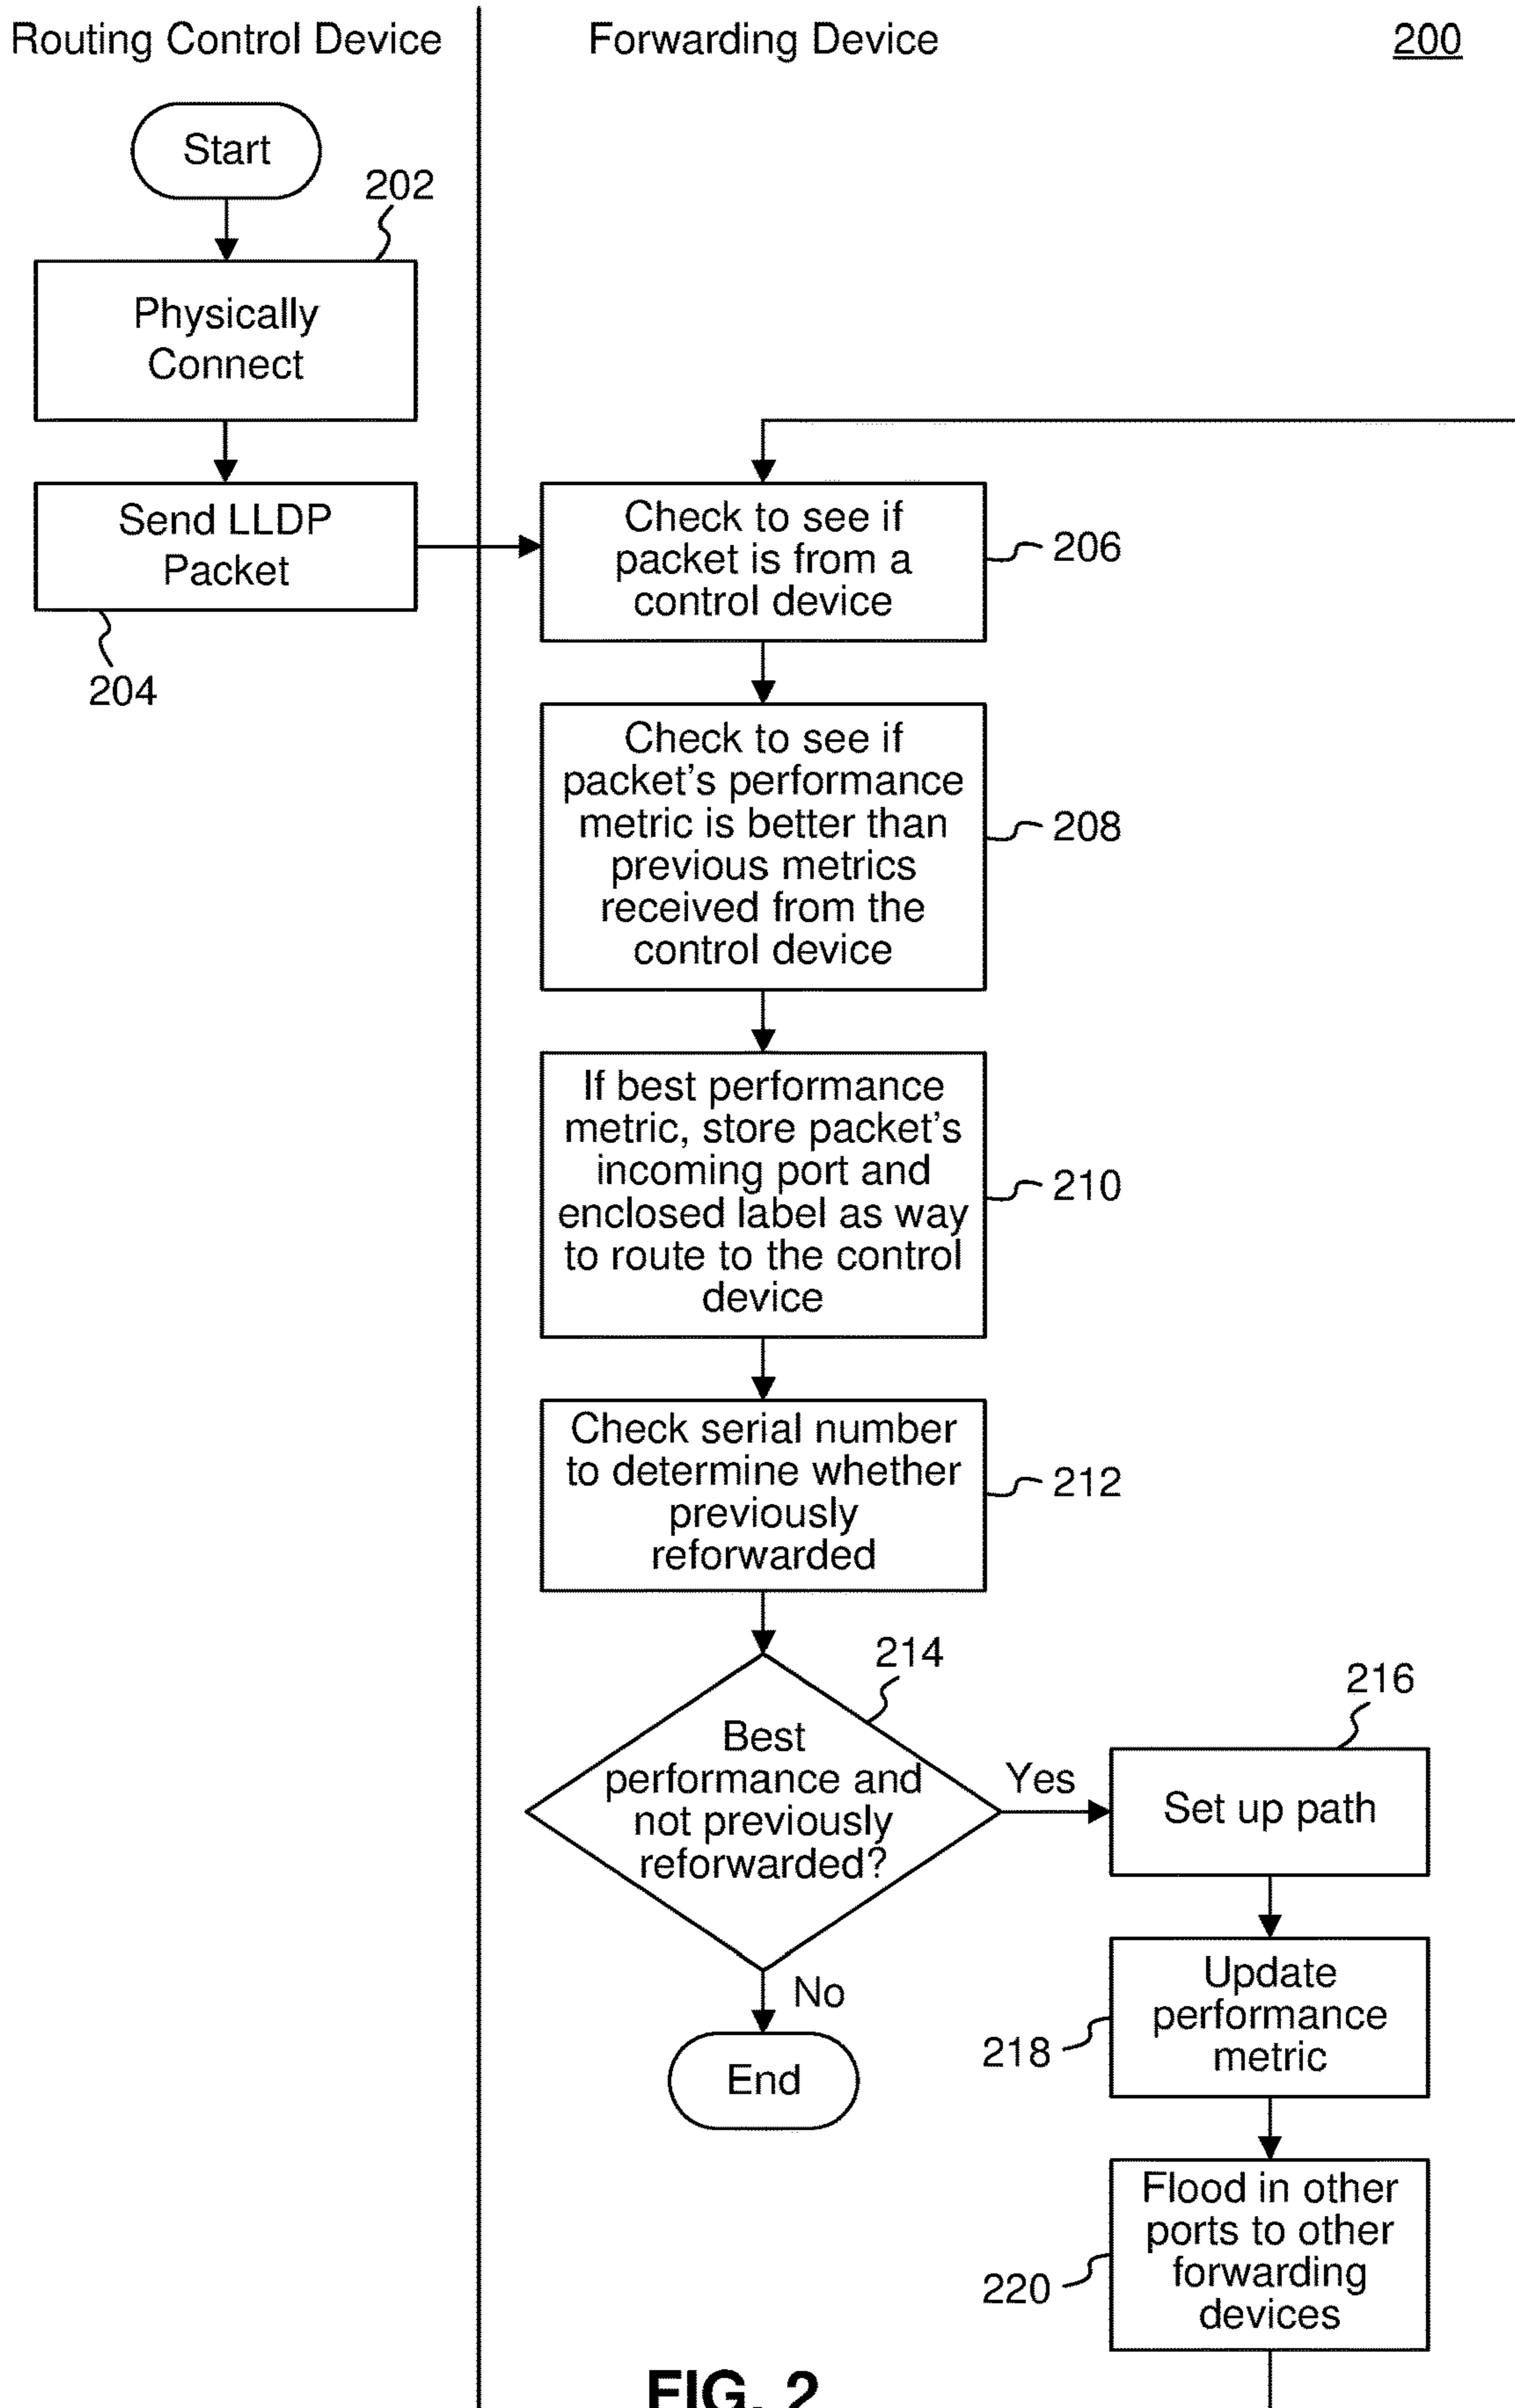 Routing Control Device
Forwarding Device
200
Start
202
Physically
Connect
Send LLDP
Packet
204
Check to see if
packet is from a
control device
206
Check to see if
packet's performance
metric is better than
previous metrics
received from the
control device
208
If best performance
metric, store packet's
incoming port and
enclosed label as way
to route to the control
device
210
Check serial number
to determine whether
previously
reforwarded
212
214
Best
performance and
not previously
reforwarded?
Yes
216
Set up path
No
End
Update
performance
metric
218
Flood in other
ports to other
forwarding
devices
220
FIG. 2